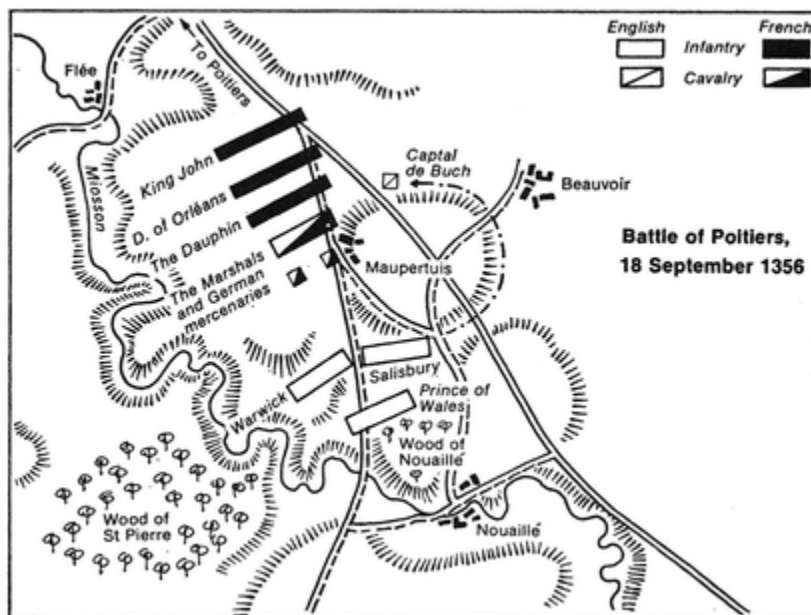 English
French
Infantry
Cavalry
To Poitiers
Flée
Miosson
King John
D. of Orléans
The Dauphin
The Marshals
and German
mercenaries
Captal
de Buch
Beauvoir
Maupertuis
Battle of Poitiers,
18 September 1356
Warwick
Salisbury
Prince of
Wales
Wood of
Nouaillé
Wood of
St Pierre
Nouaillé